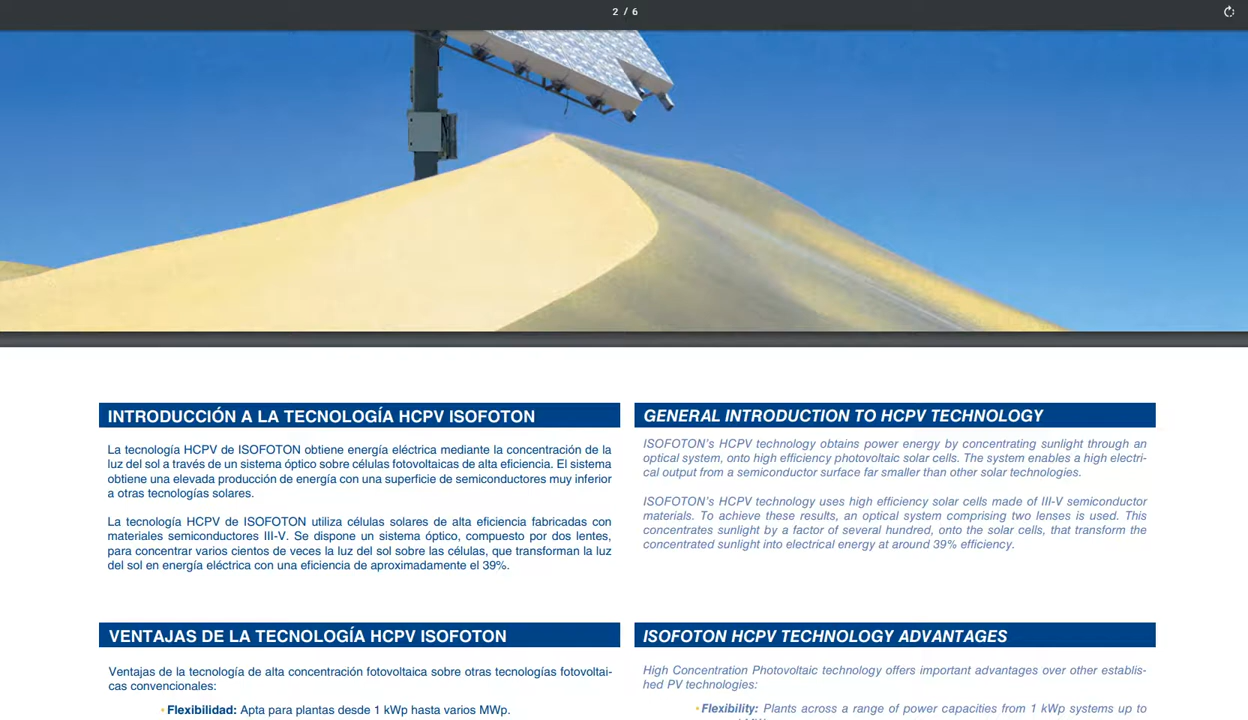 2 / 6
INTRODUCCIÓN A LA TECNOLOGÍA HCPV ISOFOTON
La tecnología HCPV de ISOFOTON obtiene energía eléctrica mediante la concentración de la
luz del sol a través de un sistema óptico sobre células fotovoltaicas de alta eficiencia. El sistema
obtiene una elevada producción de energía con una superficie de semiconductores muy inferior
a otras tecnologías solares.
La tecnología HCPV de ISOFOTON utiliza células solares de alta eficiencia fabricadas con
materiales semiconductores III-V. Se dispone un sistema óptico, compuesto por dos lentes,
para concentrar varios cientos de veces la luz del sol sobre las células, que transforman la luz
del sol en energía eléctrica con una eficiencia de aproximadamente el 39%.
GENERAL INTRODUCTION TO HCPV TECHNOLOGY
ISOFOTON'S HCPV technology obtains power energy by concentrating sunlight through an
optical system, onto high efficiency photovoltaic solar cells. The system enables a high electri-
cal output from a semiconductor surface far smaller than other solar technologies.
ISOFOTON'S HCPV technology uses high efficiency solar cells made of III-V semiconductor
materials. To achieve these results, an optical system comprising two lenses is used. This
concentrates sunlight by a factor of several hundred, onto the solar cells, that transform the
concentrated sunlight into electrical energy at around 39% efficiency.
VENTAJAS DE LA TECNOLOGÍA HCPV ISOFOTON
Ventajas de la tecnología de alta concentración fotovoltaica sobre otras tecnologías fotovoltai-
cas convencionales:
• Flexibilidad: Apta para plantas desde 1 kWp hasta varios MWp.
ISOFOTON HCPV TECHNOLOGY ADVANTAGES
High Concentration Photovoltaic technology offers important advantages over other establis-
hed PV technologies:
• Flexibility: Plants across a range of power capacities from 1 kWp systems up to